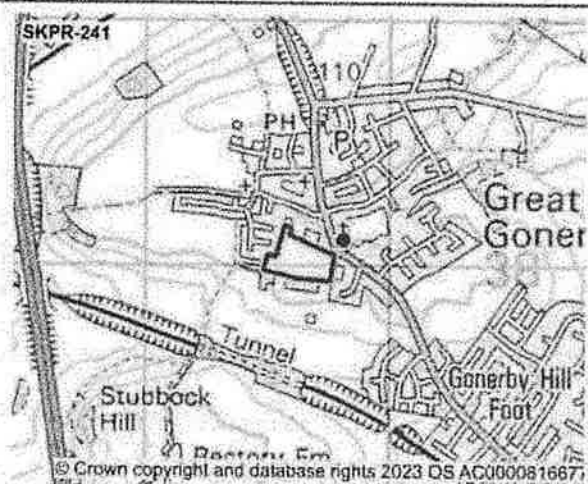 SKPR-241
110
PH
P
Great
Goner
38
Tunnel
Gonerby Hill
Foot
Stubbock
Hill
© Crown copyright and database rights 2023 OS AC0000816677